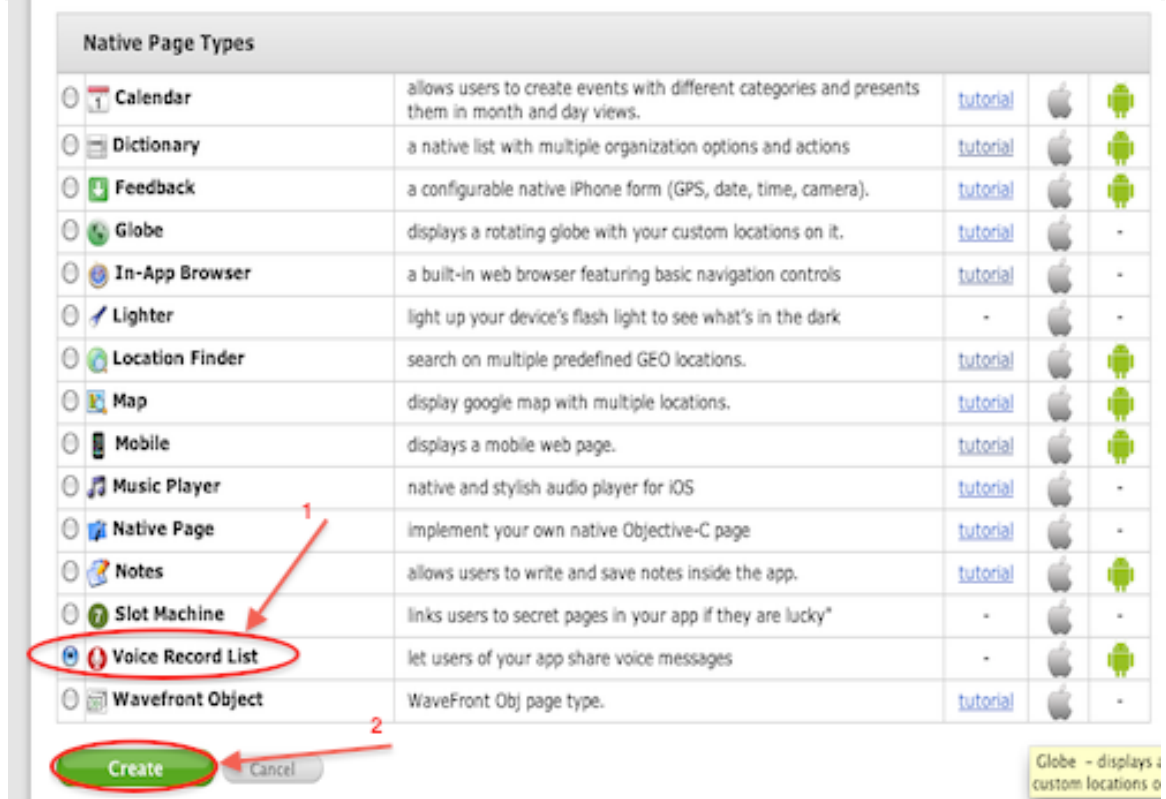 Native Page Types
Calendar allows users to create events with different categories and presents tutorial
them in month and day views.
Dictionary a native list with multiple organization options and actions tutorial
Feedback a configurable native iPhone form (GPS, date, time, camera). tutorial
Globe displays a rotating globe with your custom locations on it. tutorial -
In-App Browser a built-in web browser featuring basic navigation controls tutorial -
Lighter light up your device's flash light to see what's in the dark - -
Location Finder search on multiple predefined GEO locations. tutorial
Map display google map with multiple locations. tutorial
Mobile displays a mobile web page. tutorial
Music Player native and stylish audio player for iOS tutorial -
1
Native Page implement your own native Objective-C page tutorial -
Notes allows users to write and save notes inside the app. tutorial
Slot Machine links users to secret pages in your app if they are lucky" - -
Voice Record List let users of your app share voice messages -
Wavefront Object WaveFront Obj page type. tutorial -
2
Create Cancel
Globe - displays a
custom locations o